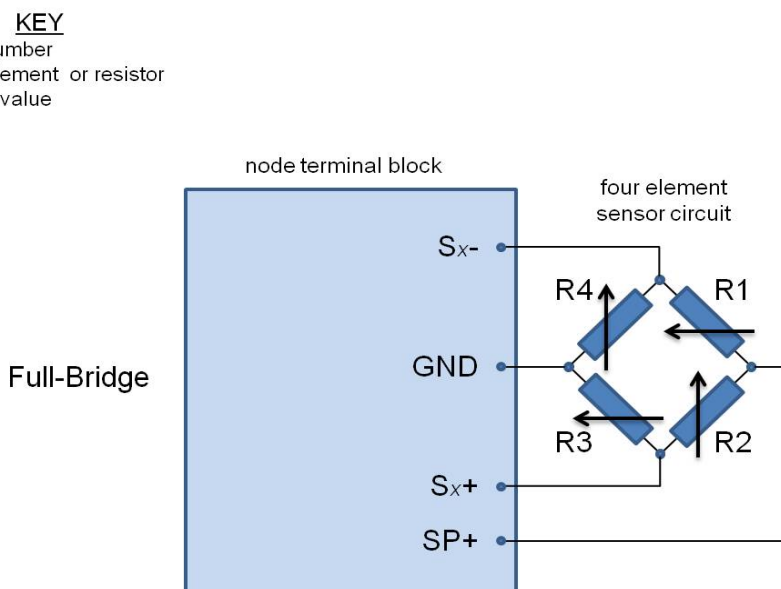 KEY
ement or resistor
value
node terminal block
four element
sensor circuit
Sx-
R4
R1
GND
Full-Bridge
R3
R2
Sx+
SP+